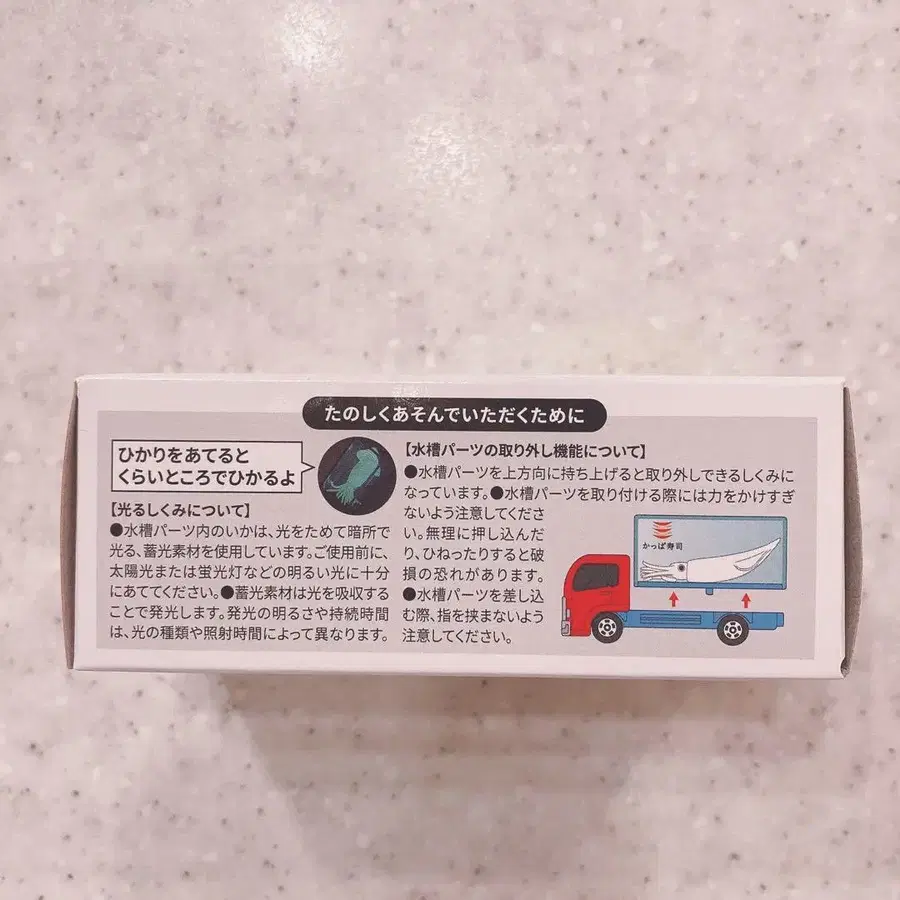 たのしくあそんでいただくために
ひかりをあてると
くらいところでひかるよ
【光るしくみについて】
●水槽パーツ内のいかは、光をためて暗所で
光る、蓄光素材を使用しています。ご使用前に、
太陽光または蛍光灯などの明るい光に十分
にあててください。●蓄光素材は光を吸収する
ことで発光します。発光の明るさや持続時間
は、光の種類や照射時間によって異なります。
【水槽パーツの取り外し機能について】
●水槽パーツを上方向に持ち上げると取り外しできるしくみに
なっています。●水槽パーツを取り付ける際には力をかけすぎ
ないよう注意してくださ
い。無理に押し込んだ
り、ひねったりすると破
損の恐れがあります。
●水槽パーツを差し込
む際、指を挟まないよう
注意してください。
かっぱ寿司